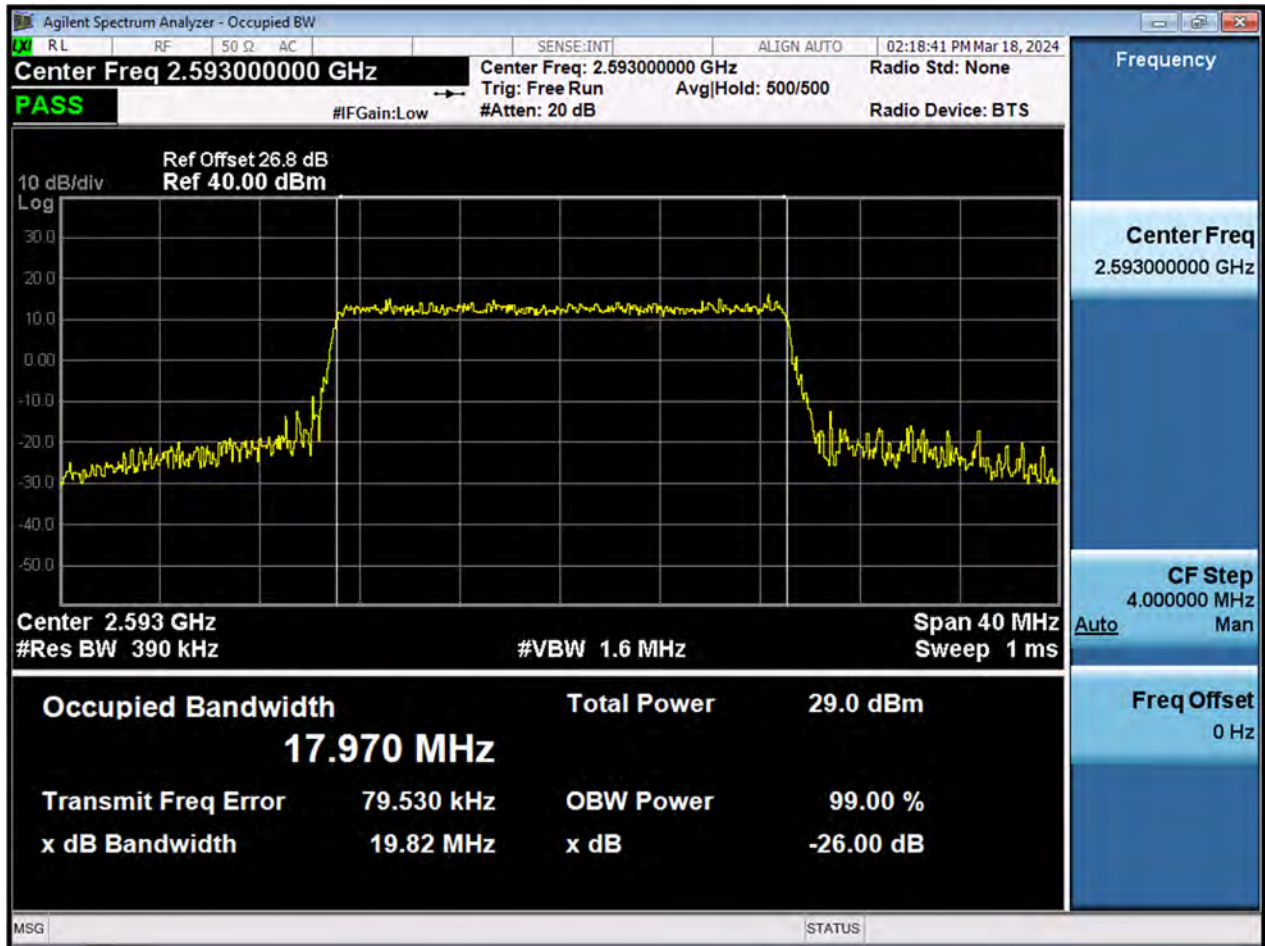 Agilent Spectrum Analyzer - Occupied BW
LXI RL RF 50 Ω AC SENSE:INT ALIGN AUTO 02:18:41 PM Mar 18, 2024
Center Freq 2.593000000 GHz
Center Freq: 2.593000000 GHz Radio Std: None
Trig: Free Run Avg|Hold: 500/500
PASS
#IFGain:Low #Atten: 20 dB Radio Device: BTS
Ref Offset 26.8 dB
10 dB/div Ref 40.00 dBm
Log
30.0
20.0
10.0
0.00
-10.0
-20.0
-30.0
-40.0
-50.0
Center 2.593 GHz Span 40 MHz
#Res BW 390 kHz #VBW 1.6 MHz Sweep 1 ms
Occupied Bandwidth Total Power 29.0 dBm
17.970 MHz
Transmit Freq Error 79.530 kHz OBW Power 99.00 %
x dB Bandwidth 19.82 MHz x dB -26.00 dB
MSG STATUS
Frequency
Center Freq
2.593000000 GHz
CF Step
4.000000 MHz
Auto Man
Freq Offset
0 Hz